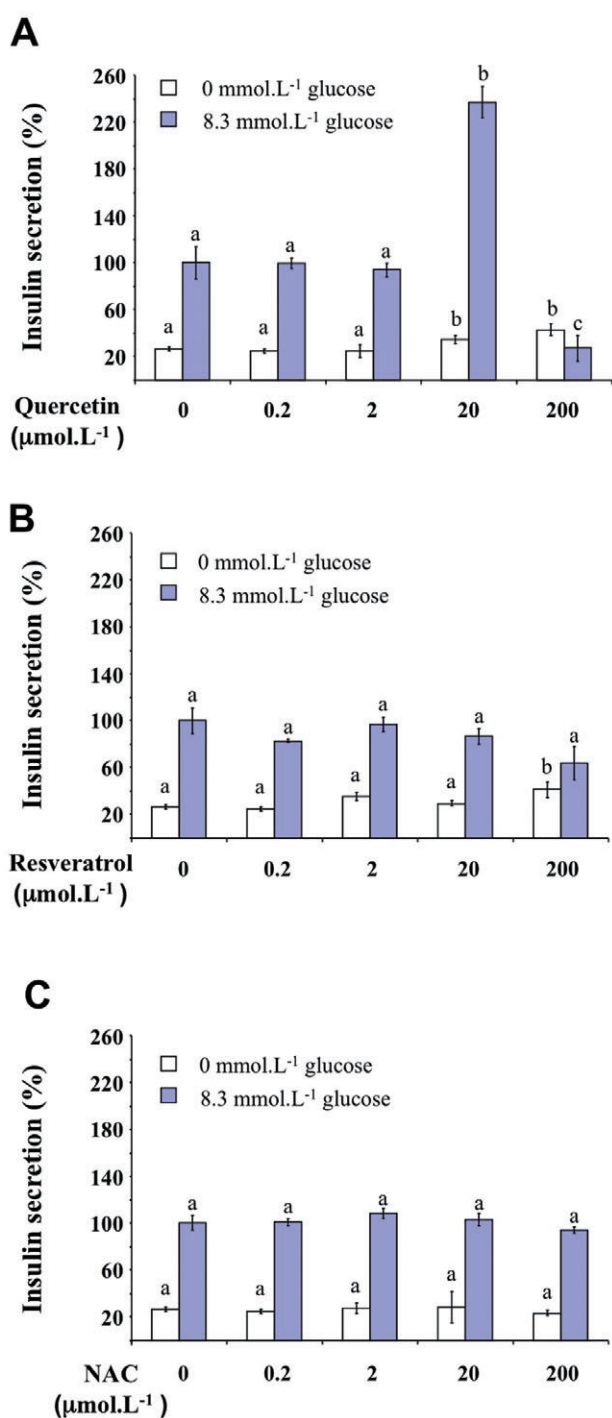 A
Insulin secretion (%)
260
220
180
140
100
60
20
0 mmol.L-1 glucose
8.3 mmol.L-1 glucose
a
a
a
a
a
a
b
b
b
c
Quercetin
(μmol.L-1 )
0
0.2
2
20
200
B
Insulin secretion (%)
260
220
180
140
100
60
20
0 mmol.L-1 glucose
8.3 mmol.L-1 glucose
a
a
a
a
a
a
a
a
b
a
Resveratrol
(μmol.L-1)
0
0.2
2
20
200
C
Insulin secretion (%)
260
220
180
140
100
60
20
0 mmol.L-1 glucose
8.3 mmol.L-1 glucose
a
a
a
a
a
a
a
a
a
a
NAC
(μmol.L-1)
0
0.2
2
20
200